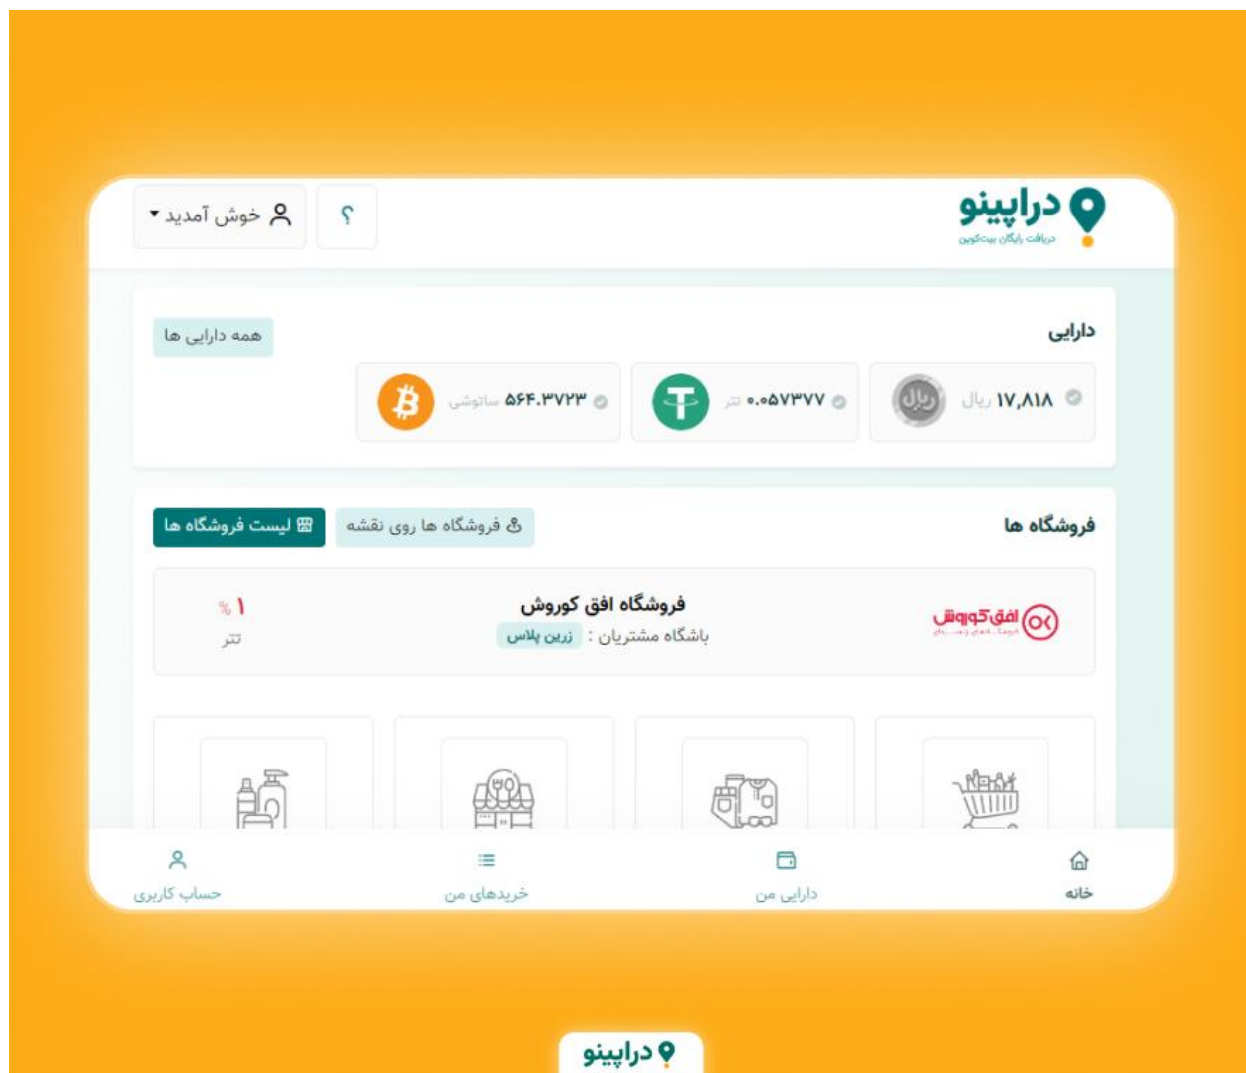 دراپینو
دریافت رایگان بیت‌کوین
؟
خوش آمدید
دارایی
همه دارایی ها
۱۷,۸۱۸ ریال
ریال
۰.۰۵۷۳۷۷ تتر
۵۶۴.۳۷۲۳ ساتوشی
فروشگاه ها
فروشگاه ها روی نقشه
لیست فروشگاه ها
افق کوروش
فروشگاه افق کوروش
باشگاه مشتریان : زرین پلاس
۱ %
تتر
خانه
دارایی من
خریدهای من
حساب کاربری
دراپینو